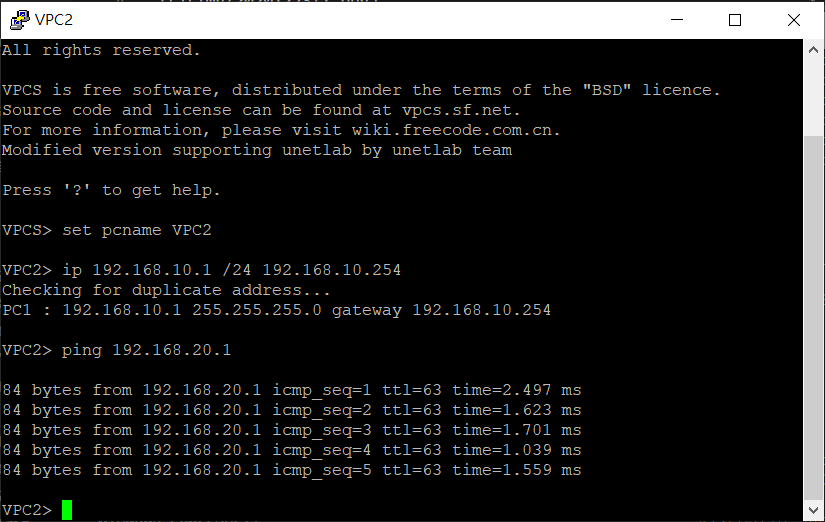 VPC2
All rights reserved.
VPCS is free software, distributed under the terms of the "BSD" licence.
Source code and license can be found at vpcs.sf.net.
For more information, please visit wiki.freecode.com.cn.
Modified version supporting unetlab by unetlab team
Press '?' to get help.
VPCS> set pcname VPC2
VPC2> ip 192.168.10.1 /24 192.168.10.254
Checking for duplicate address...
PC1 : 192.168.10.1 255.255.255.0 gateway 192.168.10.254
VPC2> ping 192.168.20.1
84 bytes from 192.168.20.1 icmp_seq=1 ttl=63 time=2.497 ms
84 bytes from 192.168.20.1 icmp_seq=2 ttl=63 time=1.623 ms
84 bytes from 192.168.20.1 icmp_seq=3 ttl=63 time=1.701 ms
84 bytes from 192.168.20.1 icmp_seq=4 ttl=63 time=1.039 ms
84 bytes from 192.168.20.1 icmp_seq=5 ttl=63 time=1.559 ms
VPC2>